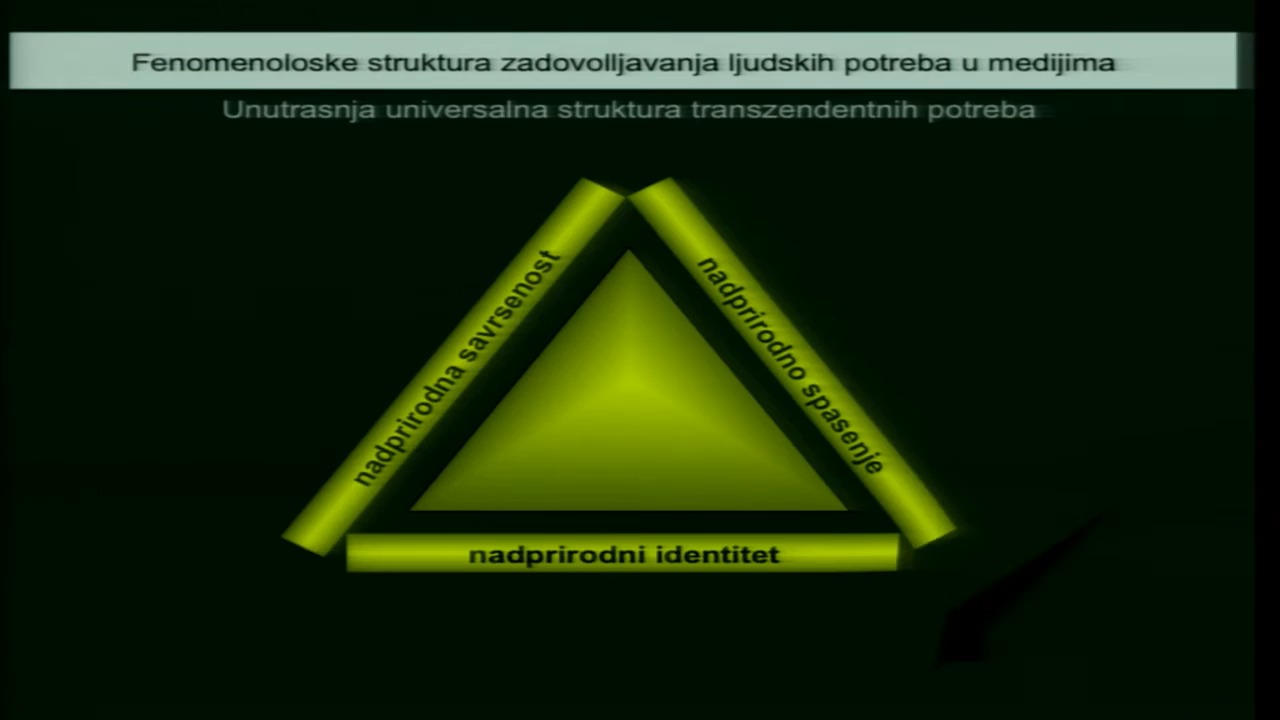 Fenomenoloske struktura zadovolljavanja ljudskih potreba u medijima
Unutrasnja universalna struktura transzendentnih potreba
nadprirodna savrsenost
nadprirodno spasenje
nadprirodni identitet